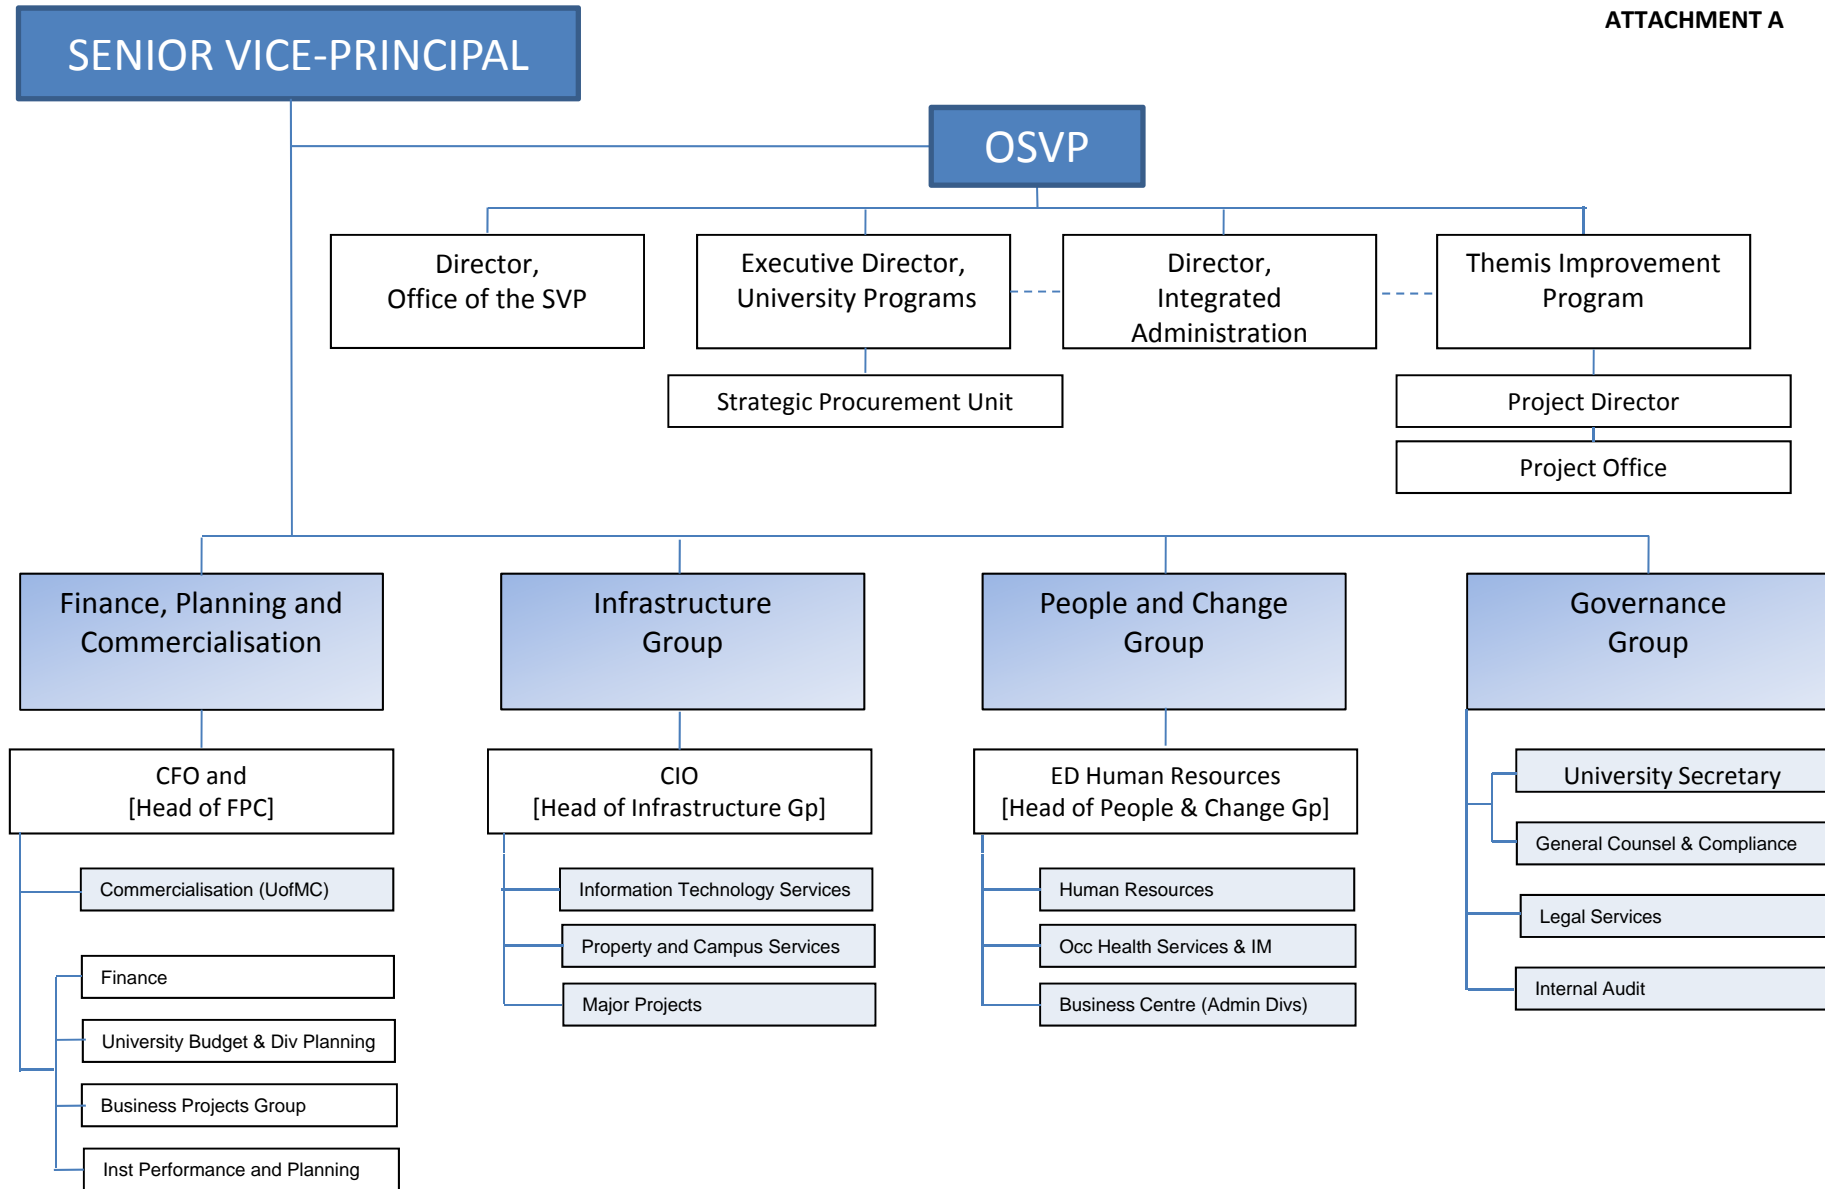 ATTACHMENT A
SENIOR VICE-PRINCIPAL
OSVP
Director,
Office of the SVP
Executive Director,
University Programs
Director,
Integrated
Administration
Themis Improvement
Program
Strategic Procurement Unit
Project Director
Project Office
Finance, Planning and
Commercialisation
Infrastructure
Group
People and Change
Group
Governance
Group
CFO and
[Head of FPC]
CIO
[Head of Infrastructure Gp]
ED Human Resources
[Head of People & Change Gp]
University Secretary
General Counsel & Compliance
Legal Services
Internal Audit
Commercialisation (UofMC)
Finance
University Budget & Div Planning
Business Projects Group
Inst Performance and Planning
Information Technology Services
Property and Campus Services
Major Projects
Human Resources
Occ Health Services & IM
Business Centre (Admin Divs)